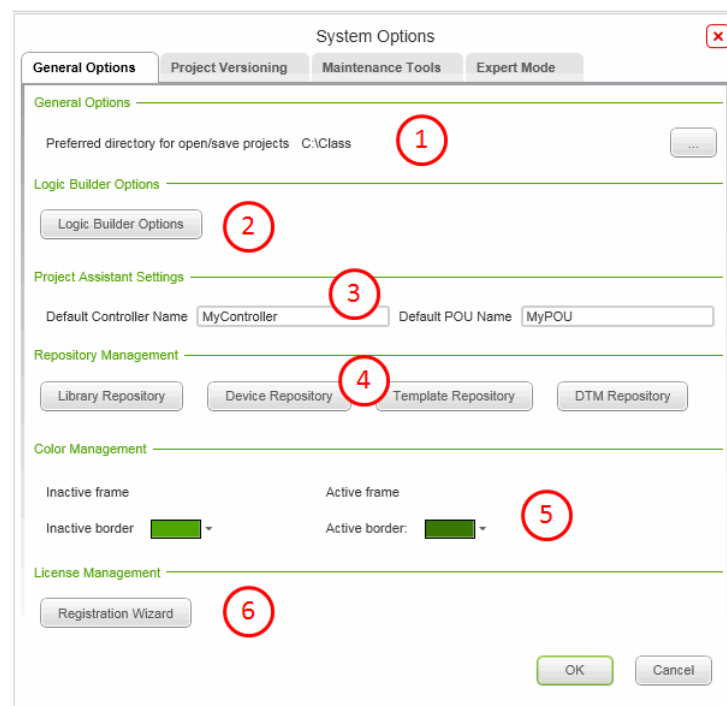 System Options
General Options Project Versioning Maintenance Tools Expert Mode
General Options
Preferred directory for open/save projects C:\Class 1 ...
Logic Builder Options
Logic Builder Options 2
Project Assistant Settings
3
Default Controller Name MyController Default POU Name MyPOU
Repository Management
4
Library Repository Device Repository Template Repository DTM Repository
Color Management
Inactive frame Active frame
5
Inactive border Active border:
License Management
Registration Wizard 6
OK Cancel